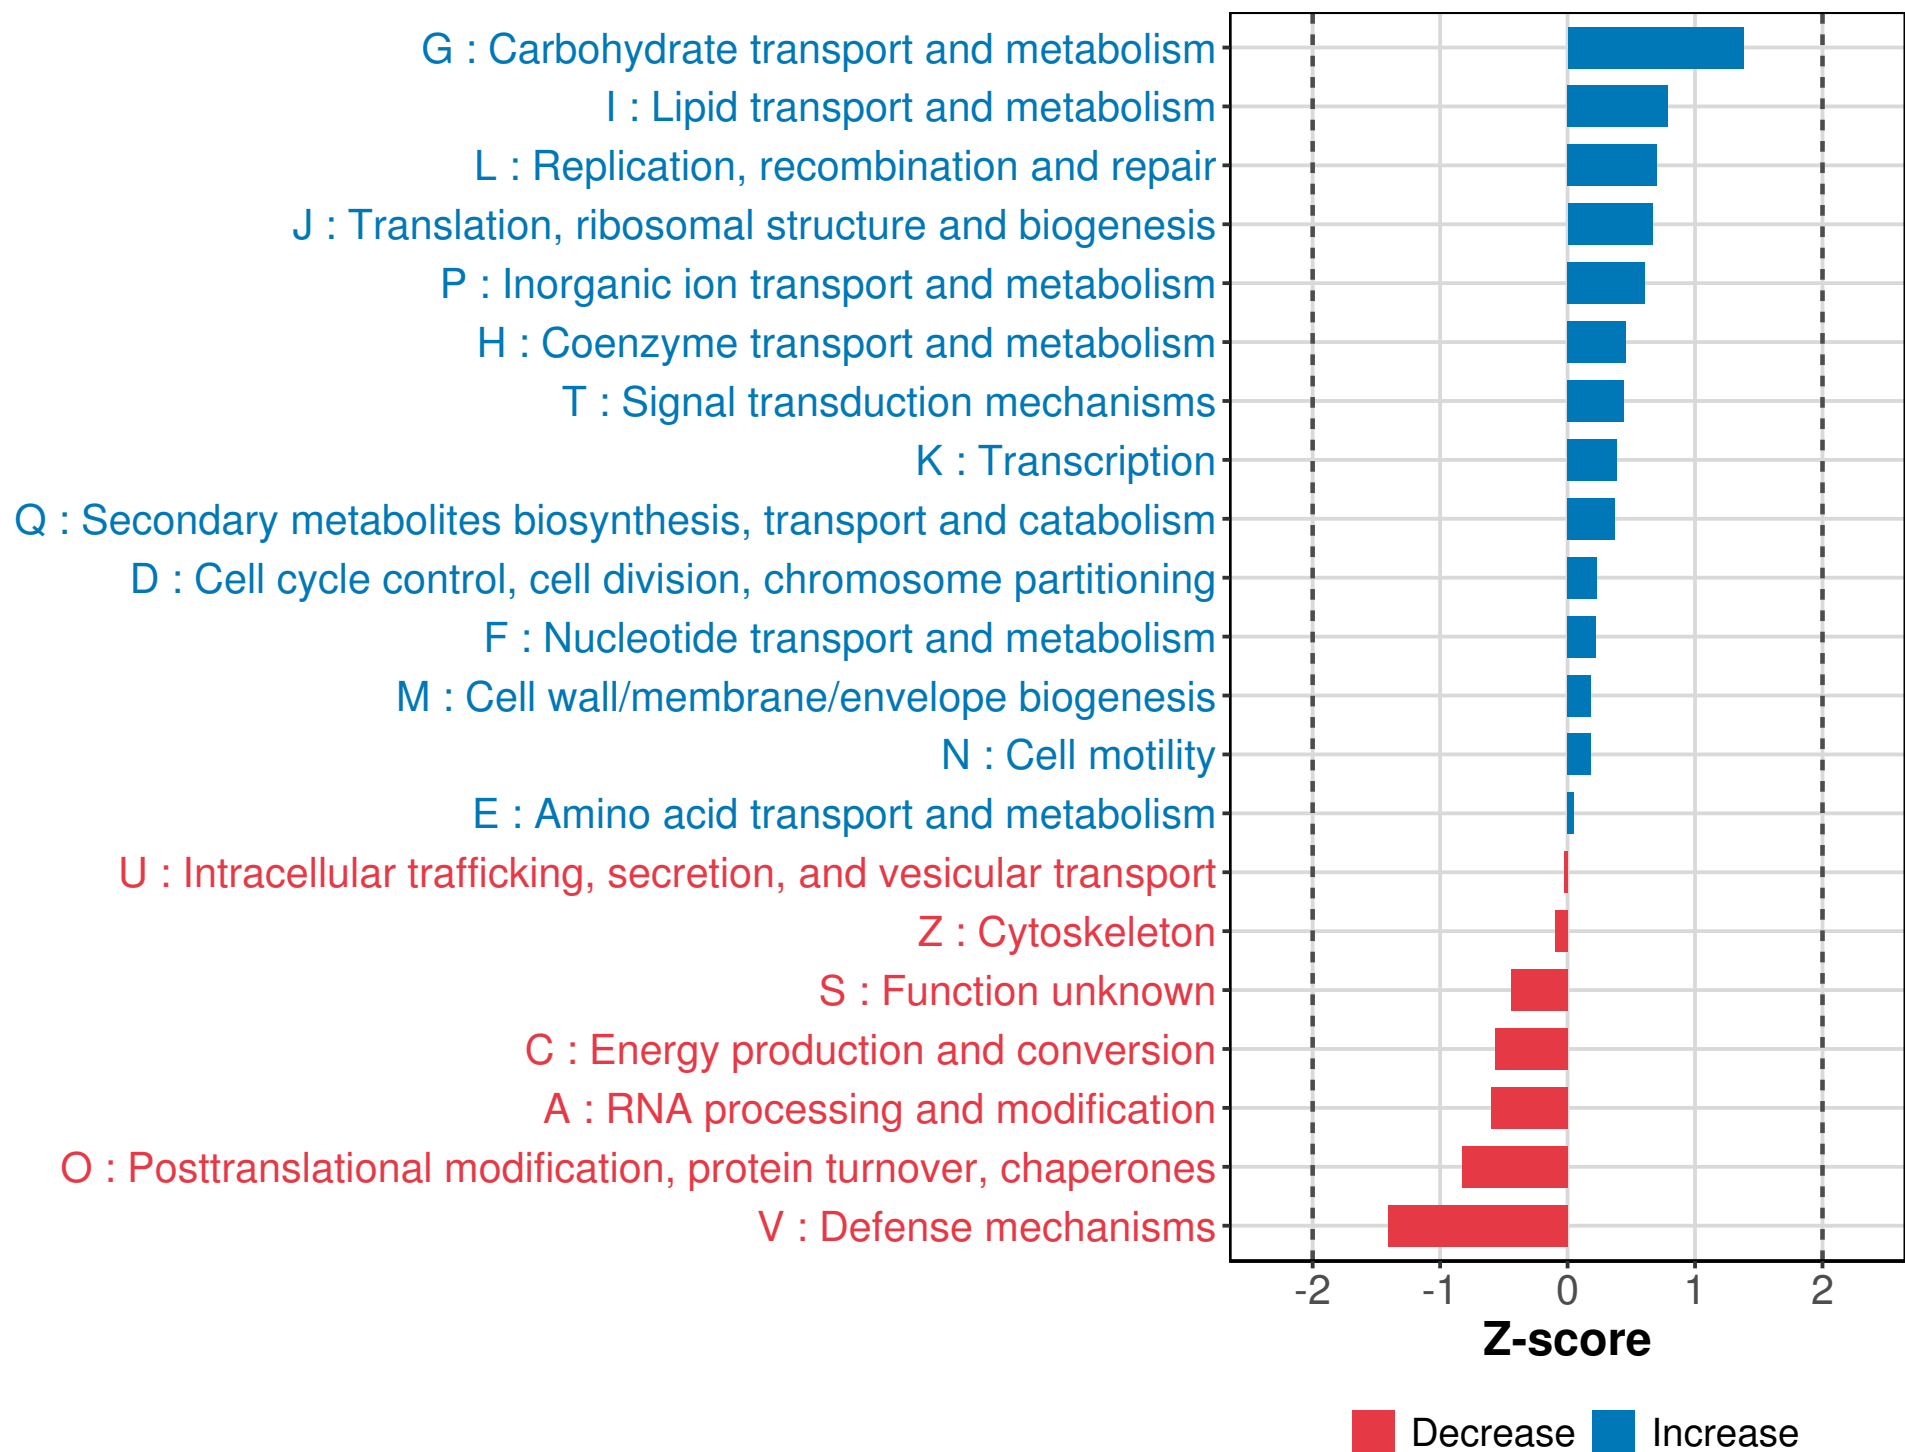 G : Carbohydrate transport and metabolism
I : Lipid transport and metabolism
L : Replication, recombination and repair
J : Translation, ribosomal structure and biogenesis
P : Inorganic ion transport and metabolism
H : Coenzyme transport and metabolism
T : Signal transduction mechanisms
K : Transcription
Q : Secondary metabolites biosynthesis, transport and catabolism
D : Cell cycle control, cell division, chromosome partitioning
F : Nucleotide transport and metabolism
M : Cell wall/membrane/envelope biogenesis
N : Cell motility
E : Amino acid transport and metabolism
U : Intracellular trafficking, secretion, and vesicular transport
Z : Cytoskeleton
S : Function unknown
C : Energy production and conversion
A : RNA processing and modification
O : Posttranslational modification, protein turnover, chaperones
V : Defense mechanisms
-2 -1 0 1 2
Z-score
Decrease Increase